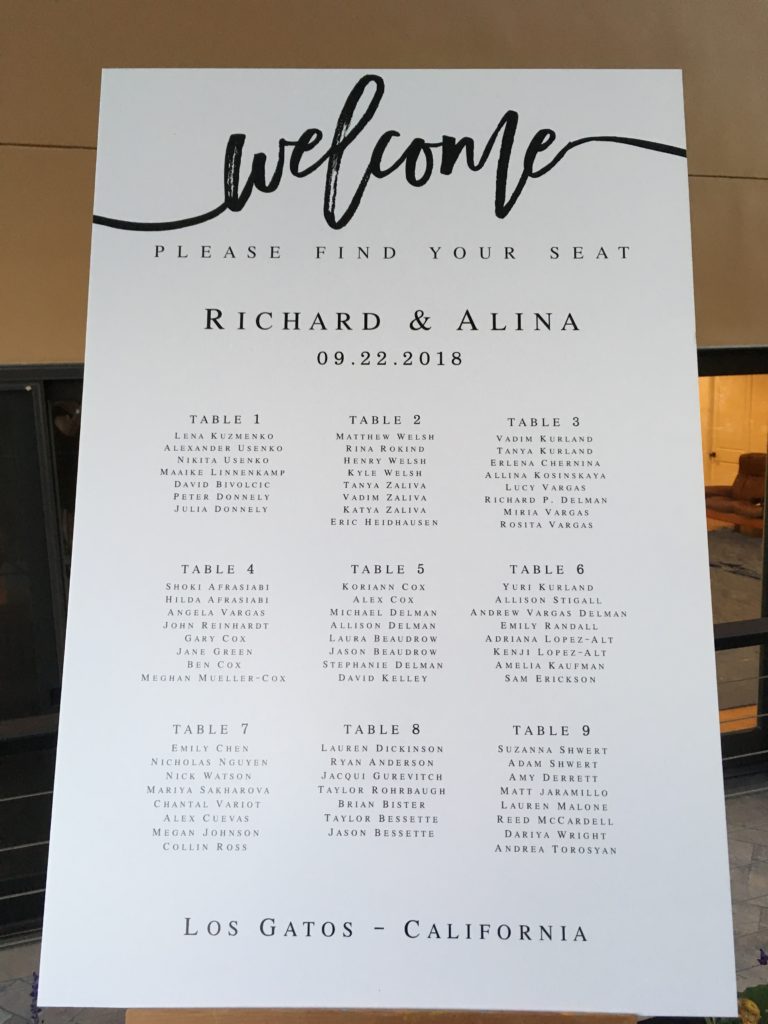 welcome
PLEASE FIND YOUR SEAT
RICHARD & ALINA
09.22.2018
TABLE 1
LENA KUZMENKO
ALEXANDER USENKO
NIKITA USENKO
MAAIKE LINNENKAMP
DAVID BIVOLCIC
PETER DONNELY
JULIA DONNELY
TABLE 2
MATTHEW WELSH
RINA ROKIND
HENRY WELSH
KYLE WELSH
TANYA ZALIVA
VADIM ZALIVA
KATYA ZALIVA
ERIC HEIDHAUSEN
TABLE 3
VADIM KURLAND
TANYA KURLAND
ERLENA CHERNINA
ALLINA KOSINSKAYA
LUCY VARGAS
RICHARD P. DELMAN
MIRIA VARGAS
ROSITA VARGAS
TABLE 4
SHOKI AFRASIABI
HILDA AFRASIABI
ANGELA VARGAS
JOHN REINHARDT
GARY COX
JANE GREEN
BEN COX
MEGHAN MUELLER-COX
TABLE 5
KORIANN COX
ALEX COX
MICHAEL DELMAN
ALLISON DELMAN
LAURA BEAUDROW
JASON BEAUDROW
STEPHANIE DELMAN
DAVID KELLEY
TABLE 6
YURI KURLAND
ALLISON STIGALL
ANDREW VARGAS DELMAN
EMILY RANDALL
ADRIANA LOPEZ-ALT
KENJI LOPEZ-ALT
AMELIA KAUFMAN
SAM ERICKSON
TABLE 7
EMILY CHEN
NICHOLAS NGUYEN
NICK WATSON
MARIYA SAKHAROVA
CHANTAL VARIOT
ALEX CUEVAS
MEGAN JOHNSON
COLLIN ROSS
TABLE 8
LAUREN DICKINSON
RYAN ANDERSON
JACQUI GUREVITCH
TAYLOR ROHRBAUGH
BRIAN BISTER
TAYLOR BESSETTE
JASON BESSETTE
TABLE 9
SUZANNA SHWERT
ADAM SHWERT
AMY DERRETT
MATT JARAMILLO
LAUREN MALONE
REED MCCARDELL
DARIYA WRIGHT
ANDREA TOROSYAN
LOS GATOS - CALIFORNIA